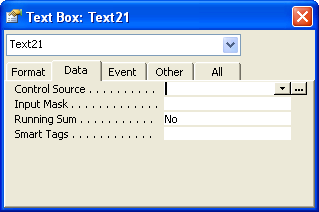 Text Box: Text21
Text21
Format Data Event Other All
Control Source . . . . . . . . . .
Input Mask . . . . . . . . . . . . .
Running Sum . . . . . . . . . . . No
Smart Tags . . . . . . . . . . . .